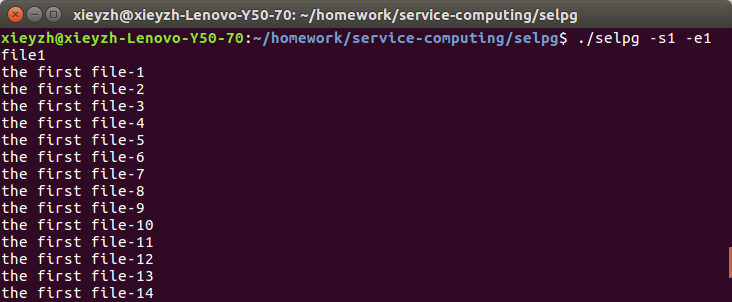 xieyzh@xieyzh-Lenovo-Y50-70: ~/homework/service-computing/selpg
xieyzh@xieyzh-Lenovo-Y50-70:~/homework/service-computing/selpg$ ./selpg -s1 -e1
file1
the first file-1
the first file-2
the first file-3
the first file-4
the first file-5
the first file-6
the first file-7
the first file-8
the first file-9
the first file-10
the first file-11
the first file-12
the first file-13
the first file-14